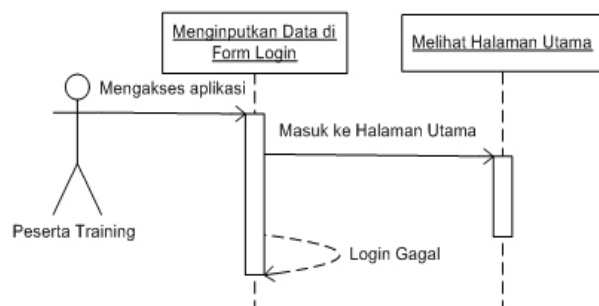 Menginputkan Data di
Form Login
Melihat Halaman Utama
Mengakses aplikasi
Masuk ke Halaman Utama
Peserta Training
Login Gagal